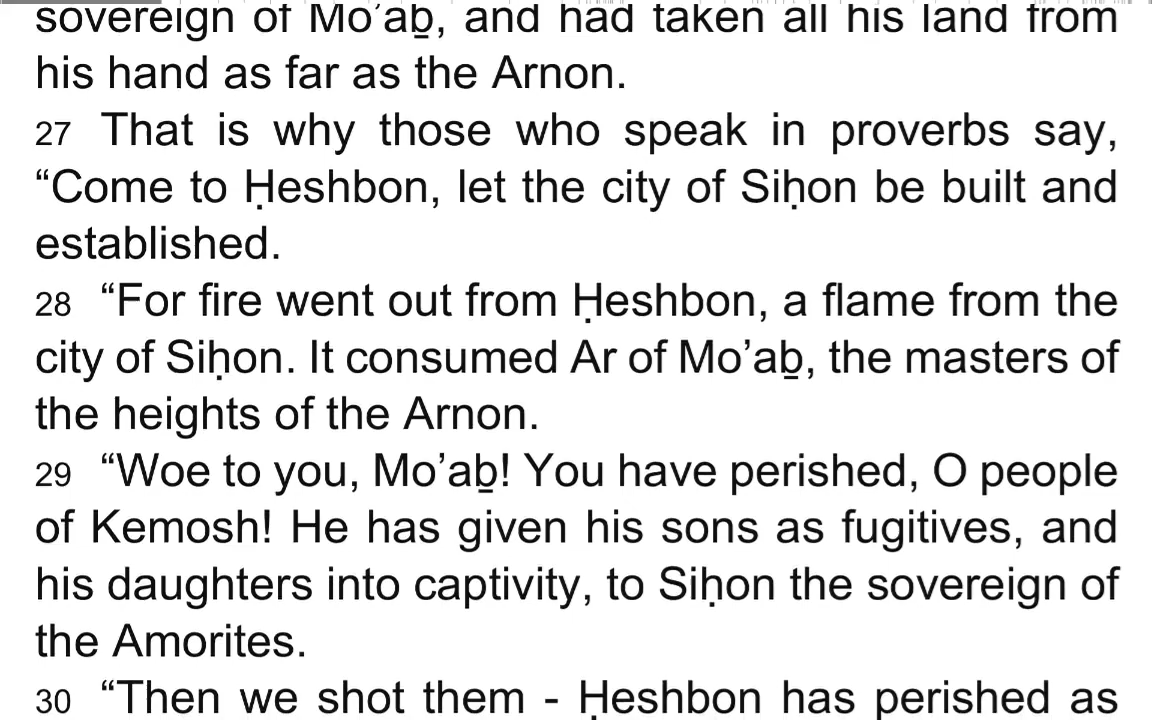 sovereign of Mo’aḇ, and had taken all his land from
his hand as far as the Arnon.
27 That is why those who speak in proverbs say,
“Come to Ḥeshbon, let the city of Siḥon be built and
established.
28 “For fire went out from Ḥeshbon, a flame from the
city of Siḥon. It consumed Ar of Mo’aḇ, the masters of
the heights of the Arnon.
29 “Woe to you, Mo’aḇ! You have perished, O people
of Kemosh! He has given his sons as fugitives, and
his daughters into captivity, to Siḥon the sovereign of
the Amorites.
30 “Then we shot them - Ḥeshbon has perished as